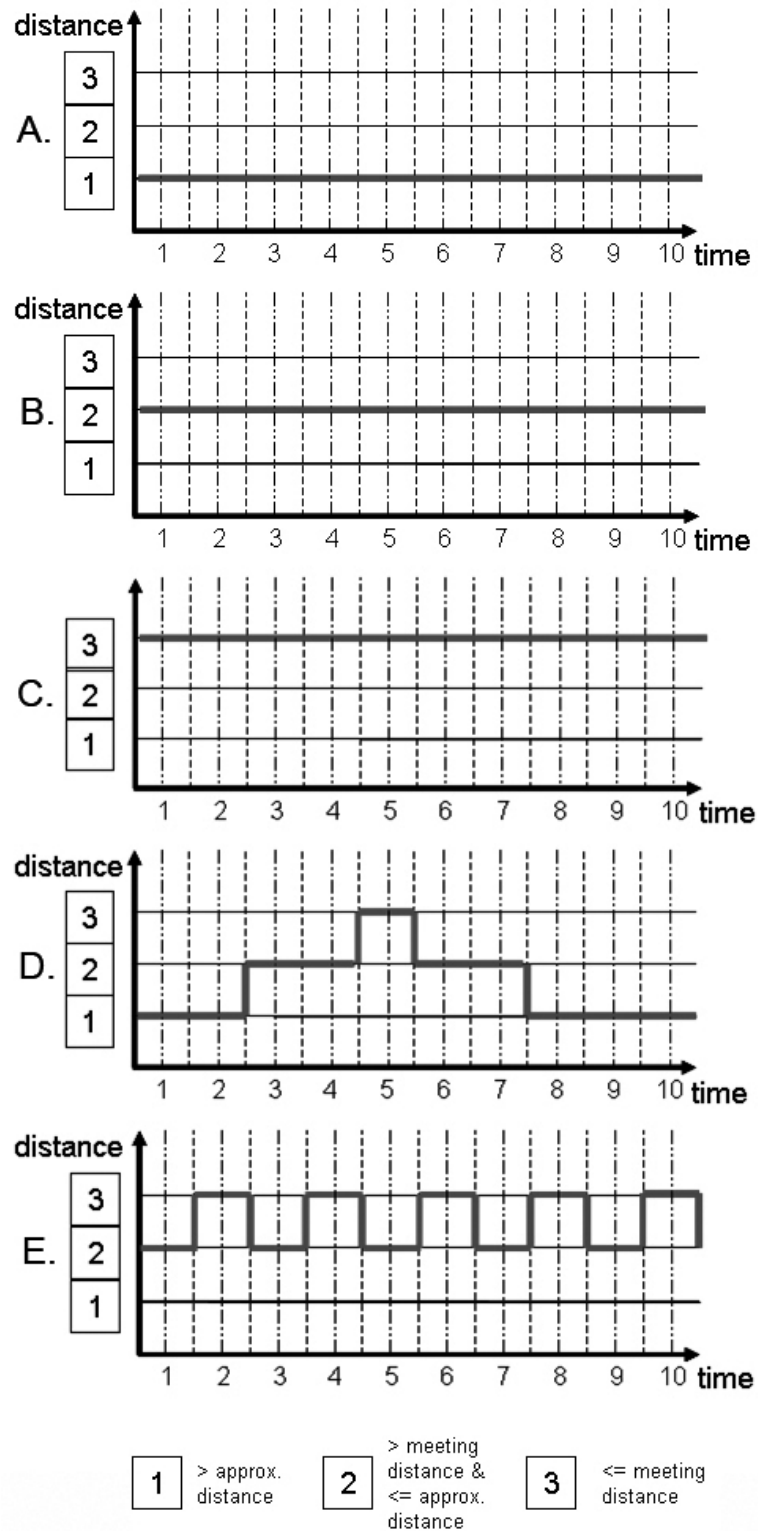 distance
3
A. 2
1
1 2 3 4 5 6 7 8 9 10 time
distance
3
B. 2
1
1 2 3 4 5 6 7 8 9 10 time
3
C. 2
1
1 2 3 4 5 6 7 8 9 10 time
distance
3
D. 2
1
1 2 3 4 5 6 7 8 9 10 time
distance
3
E. 2
1
1 2 3 4 5 6 7 8 9 10 time
1
> approx.
distance
2
> meeting
distance &
<= approx.
distance
3
<= meeting
distance